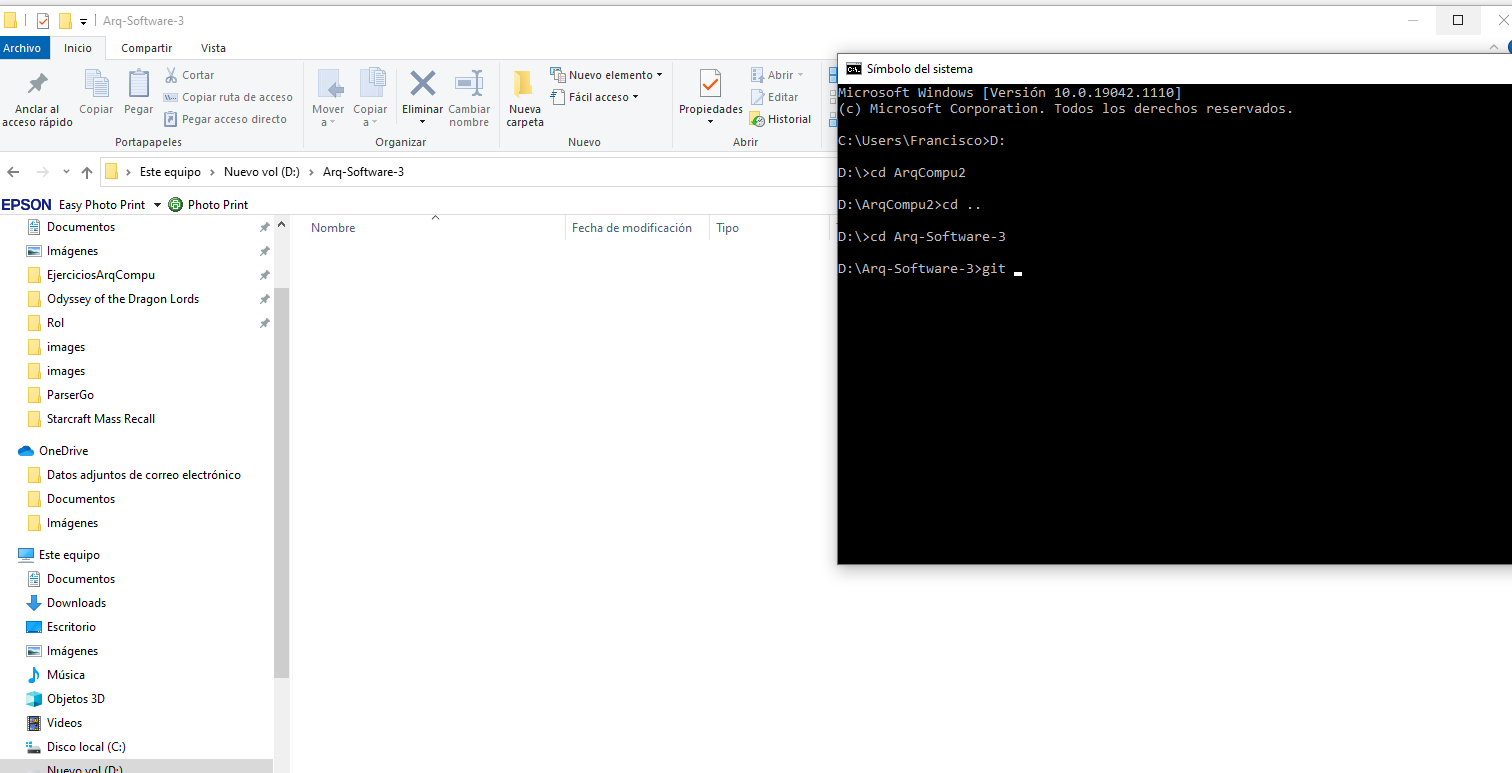 Arq-Software-3
Archivo Inicio Compartir Vista
Anclar al acceso rápido
Copiar
Pegar
Cortar
Copiar ruta de acceso
Pegar acceso directo
Portapapeles
Mover a
Copiar a
Eliminar
Cambiar nombre
Organizar
Nueva carpeta
Nuevo elemento
Fácil acceso
Nuevo
Propiedades
Abrir
Editar
Historial
Abrir
Este equipo > Nuevo vol (D:) > Arq-Software-3
EPSON Easy Photo Print Photo Print
Documentos
Imágenes
EjerciciosArqCompu
Odyssey of the Dragon Lords
Rol
images
images
ParserGo
Starcraft Mass Recall
OneDrive
Datos adjuntos de correo electrónico
Documentos
Imágenes
Este equipo
Documentos
Downloads
Escritorio
Imágenes
Música
Objetos 3D
Videos
Disco local (C:)
Nuevo vol (D:)
Nombre Fecha de modificación Tipo
C:\. Símbolo del sistema
Microsoft Windows [Versión 10.0.19042.1110]
(c) Microsoft Corporation. Todos los derechos reservados.
C:\Users\Francisco>D:
D:\>cd ArqCompu2
D:\ArqCompu2>cd ..
D:\>cd Arq-Software-3
D:\Arq-Software-3>git